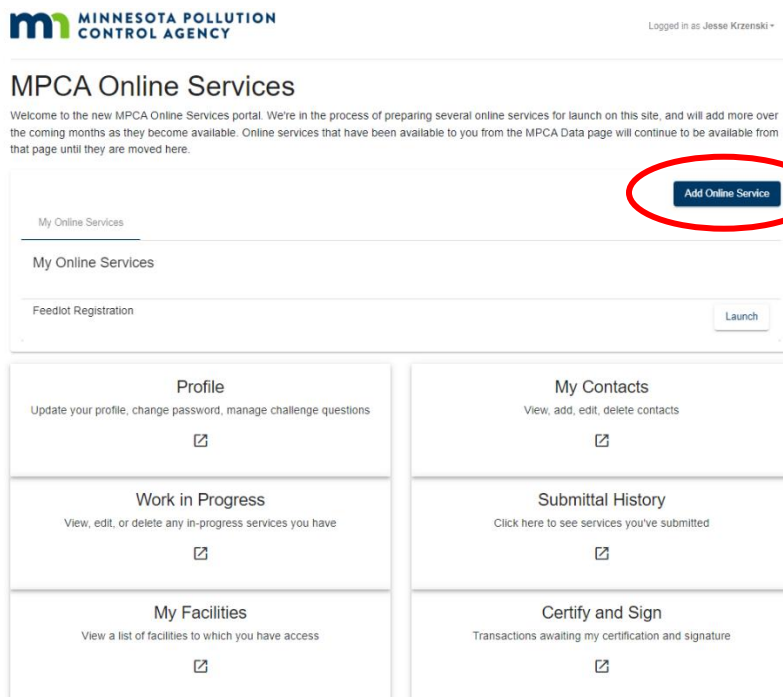 MINNESOTA POLLUTION
CONTROL AGENCY
Logged in as Jesse Krzenski
MPCA Online Services
Welcome to the new MPCA Online Services portal. We're in the process of preparing several online services for launch on this site, and will add more over
the coming months as they become available. Online services that have been available to you from the MPCA Data page will continue to be available from
that page until they are moved here.
Add Online Service
My Online Services
My Online Services
Feedlot Registration
Launch
Profile
Update your profile, change password, manage challenge questions
My Contacts
View, add, edit, delete contacts
Work in Progress
View, edit, or delete any in-progress services you have
Submittal History
Click here to see services you've submitted
My Facilities
View a list of facilities to which you have access
Certify and Sign
Transactions awaiting my certification and signature